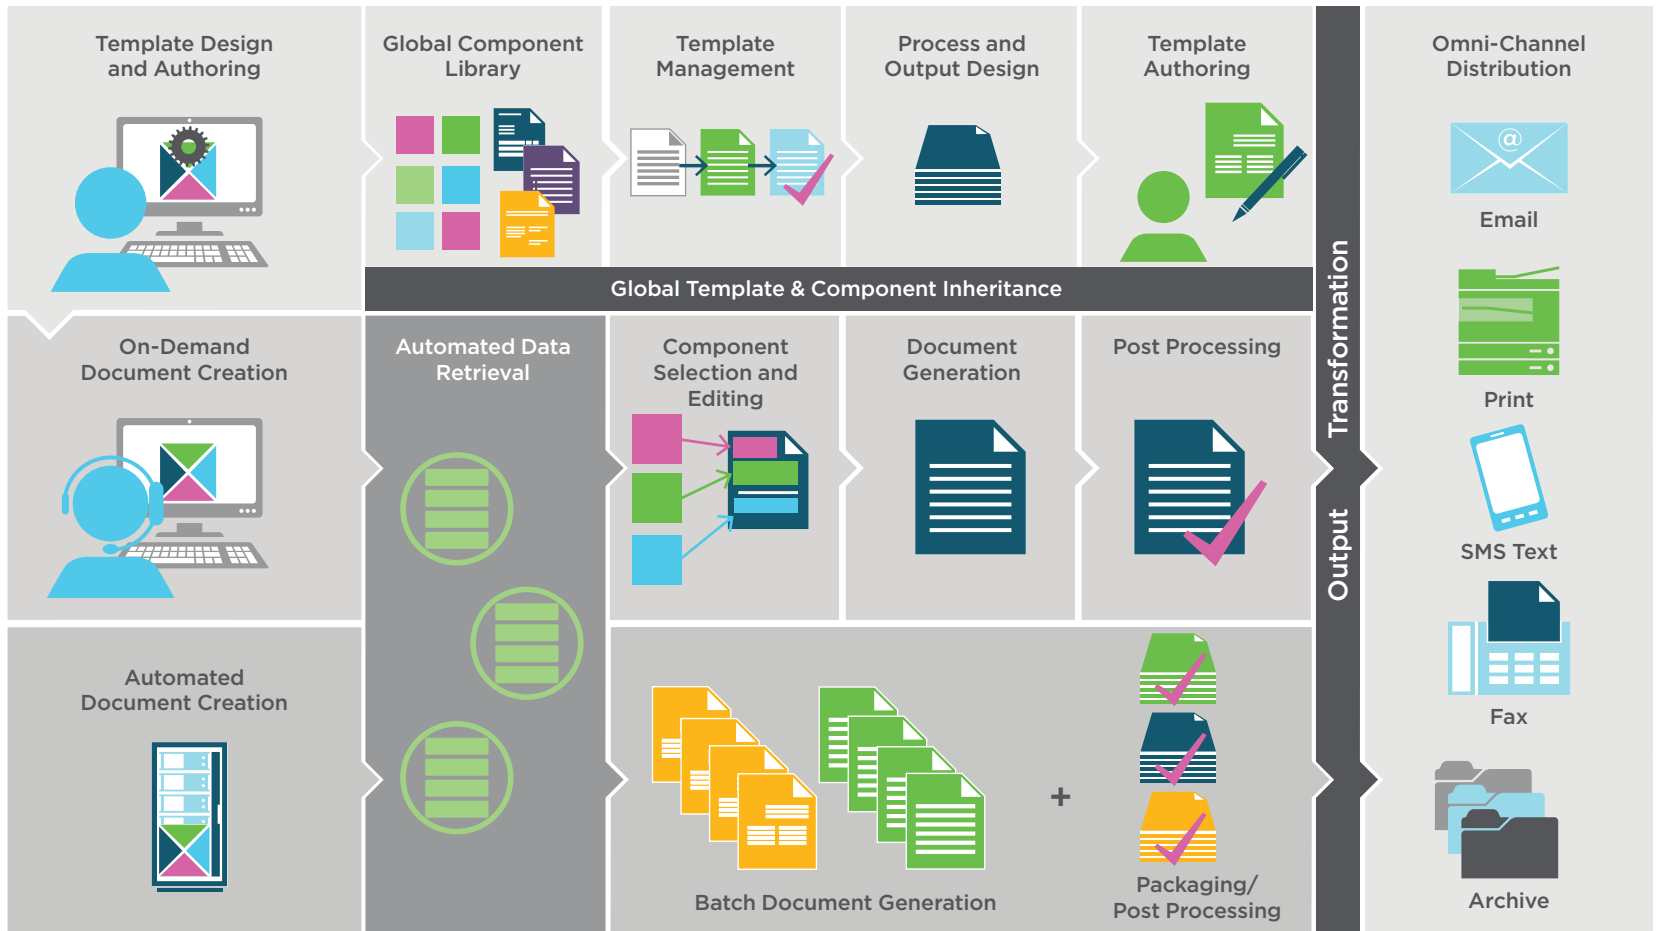 Template Design
and Authoring
Global Component
Library
Template
Management
Process and
Output Design
Template
Authoring
Omni-Channel
Distribution
@
Email
Global Template & Component Inheritance
Output Transformation
On-Demand
Document Creation
Automated Data
Retrieval
Component
Selection and
Editing
Document
Generation
Post Processing
Print
SMS Text
Automated
Document Creation
Fax
+
Batch Document Generation
Packaging/
Post Processing
Archive